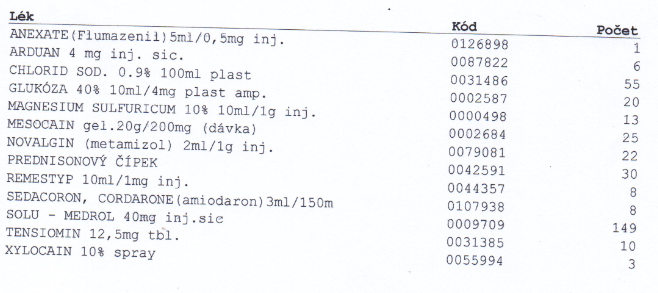 Lék Kód Počet
ANEXATE(Flumazenil)5ml/0,5mg inj. 0126898 1
ARDUAN 4 mg inj. sic. 0087822 6
CHLORID SOD. 0.9% 100ml plast 0031486 55
GLUKÓZA 40% 10ml/4mg plast amp. 0002587 20
MAGNESIUM SULFURICUM 10% 10ml/1g inj. 0000498 13
MESOCAIN gel.20g/200mg (dávka) 0002684 25
NOVALGIN (metamizol) 2ml/1g inj. 0079081 22
PREDNISONOVÝ ČÍPEK 0042591 30
REMESTYP 10ml/1mg inj. 0044357 8
SEDACORON, CORDARONE(amiodaron)3ml/150m 0107938 8
SOLU - MEDROL 40mg inj.sic 0009709 149
TENSIOMIN 12,5mg tbl. 0031385 10
XYLOCAIN 10% spray 0055994 3